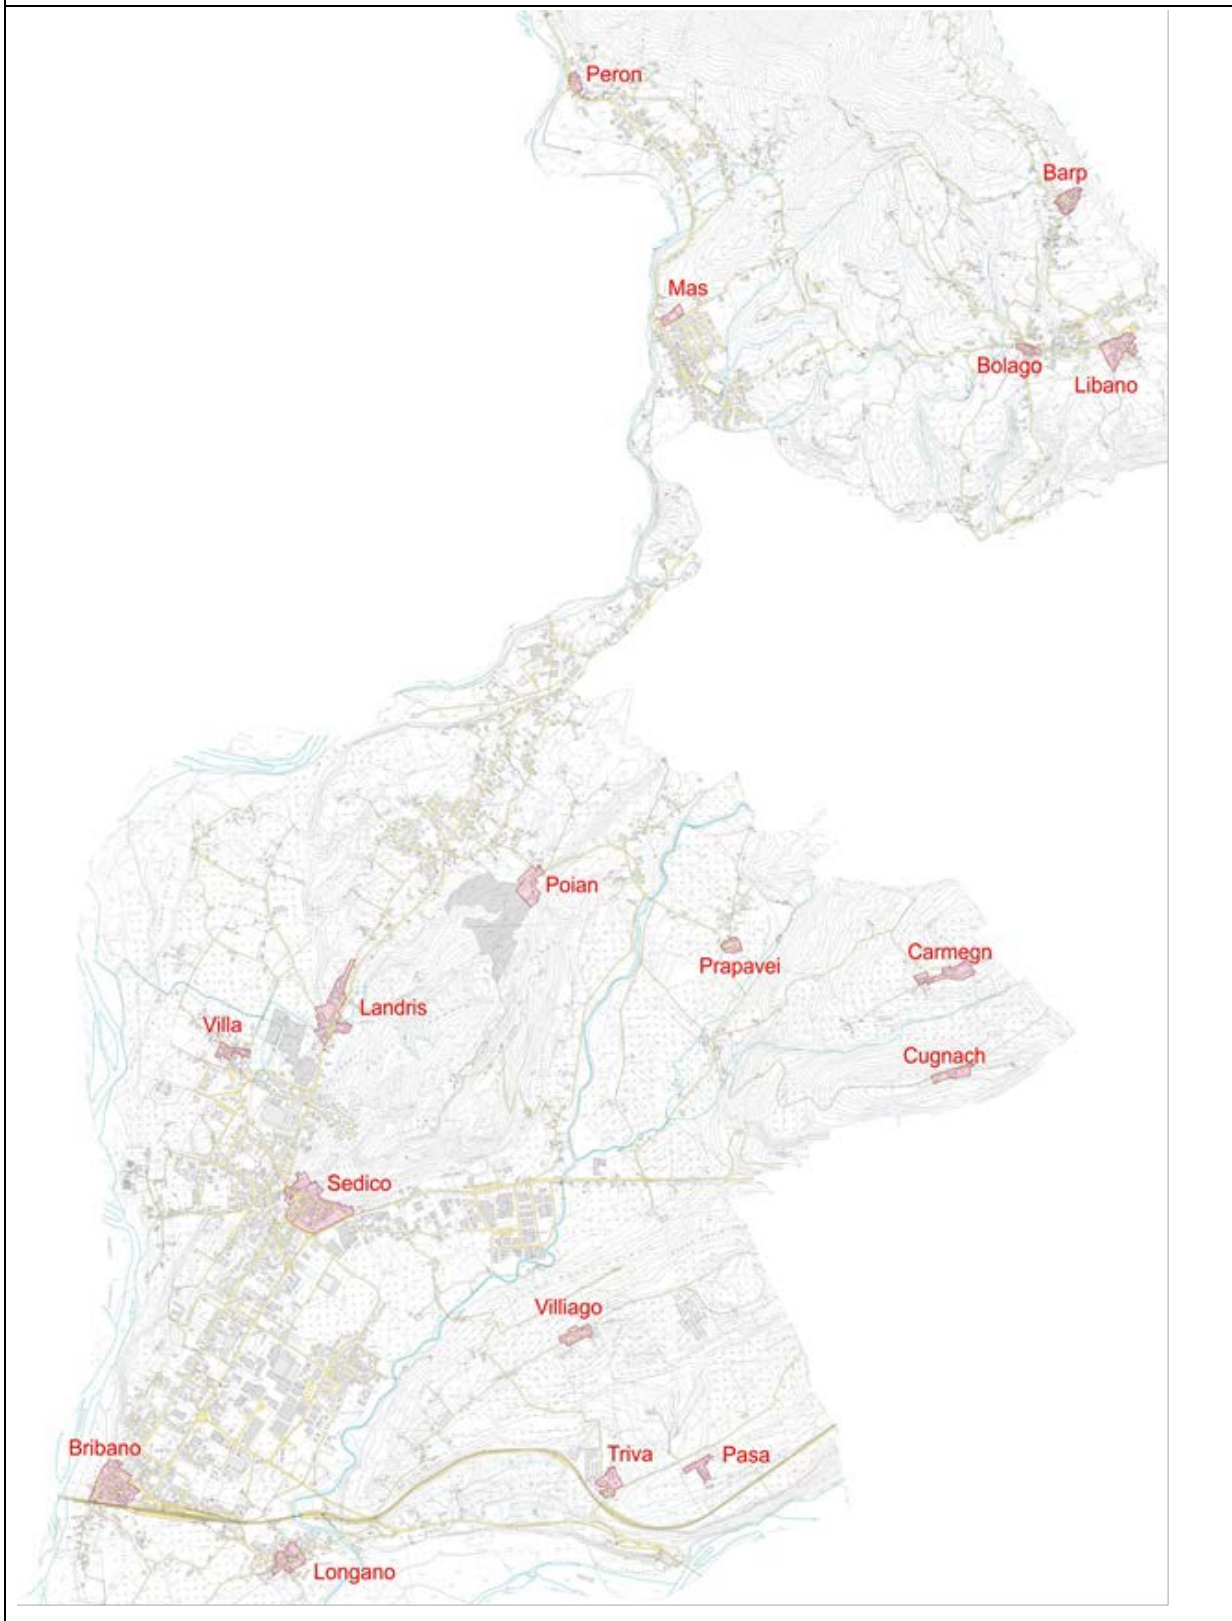 Peron
Barp
Mas
Bolago
Libano
Poian
Carmegn
Prapavei
Landris
Villa
Cugnach
Sedico
Villiago
Bribano
Triva
Pasa
Longano